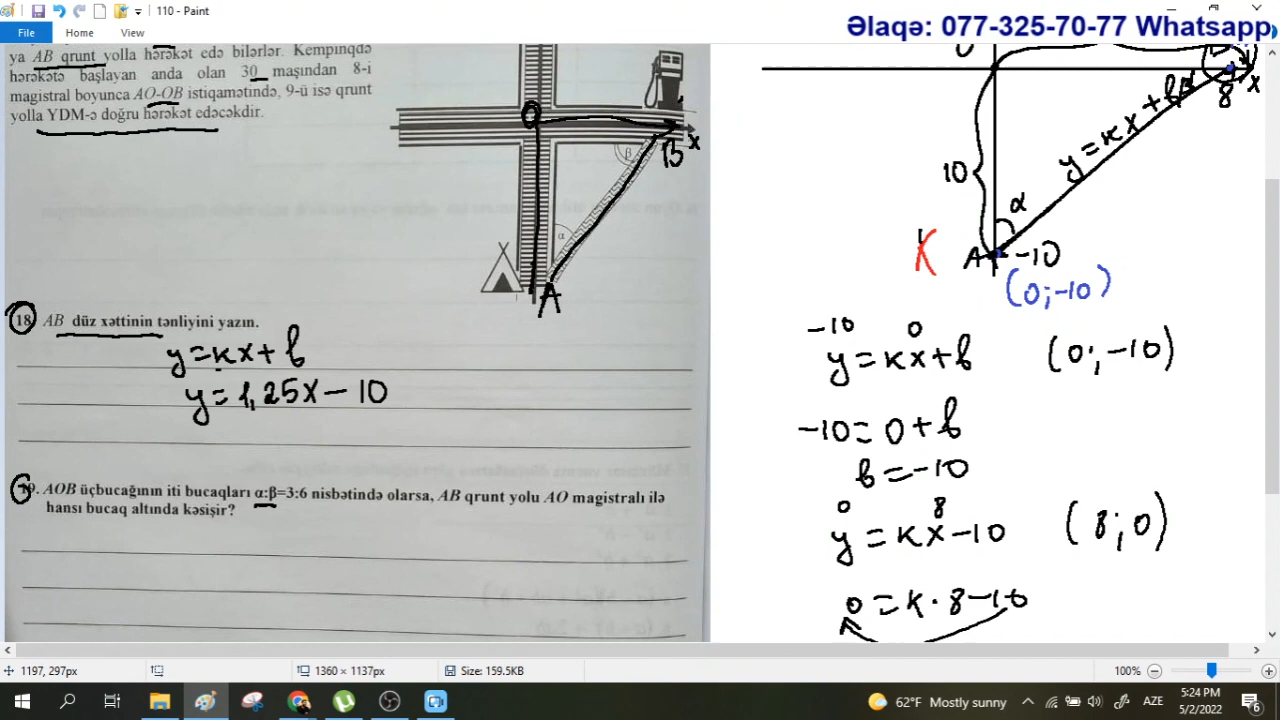 110 - Paint
File Home View
Əlaqə: 077-325-70-77 Whatsapp
ya AB qrunt yolla hərəkət edə bilərlər. Kempinqdə
hərəkətə başlayan anda olan 30 maşından 8-i
magistral boyunca AO-OB istiqamətində, 9-ü isə qrunt
yolla YDM-ə doğru hərəkət edəcəkdir.
O
B
x
β
α
A
18. AB düz xəttinin tənliyini yazın.
y=кx+b
y=1,25x-10
19. AOB üçbucağının iti bucaqları α:β=3:6 nisbətində olarsa, AB qrunt yolu AO magistralı ilə
hansı bucaq altında kəsişir?
8
x
y=кx+b
10
α
K
A
-10
(0;-10)
-10 0
y=кx+b (0;-10)
-10=0+b
b=-10
0 8
y=кx-10 (8;0)
0=к·8-10
1197, 297px
1360 × 1137px
Size: 159.5KB
100%
62°F Mostly sunny
AZE
5:24 PM
5/2/2022
6